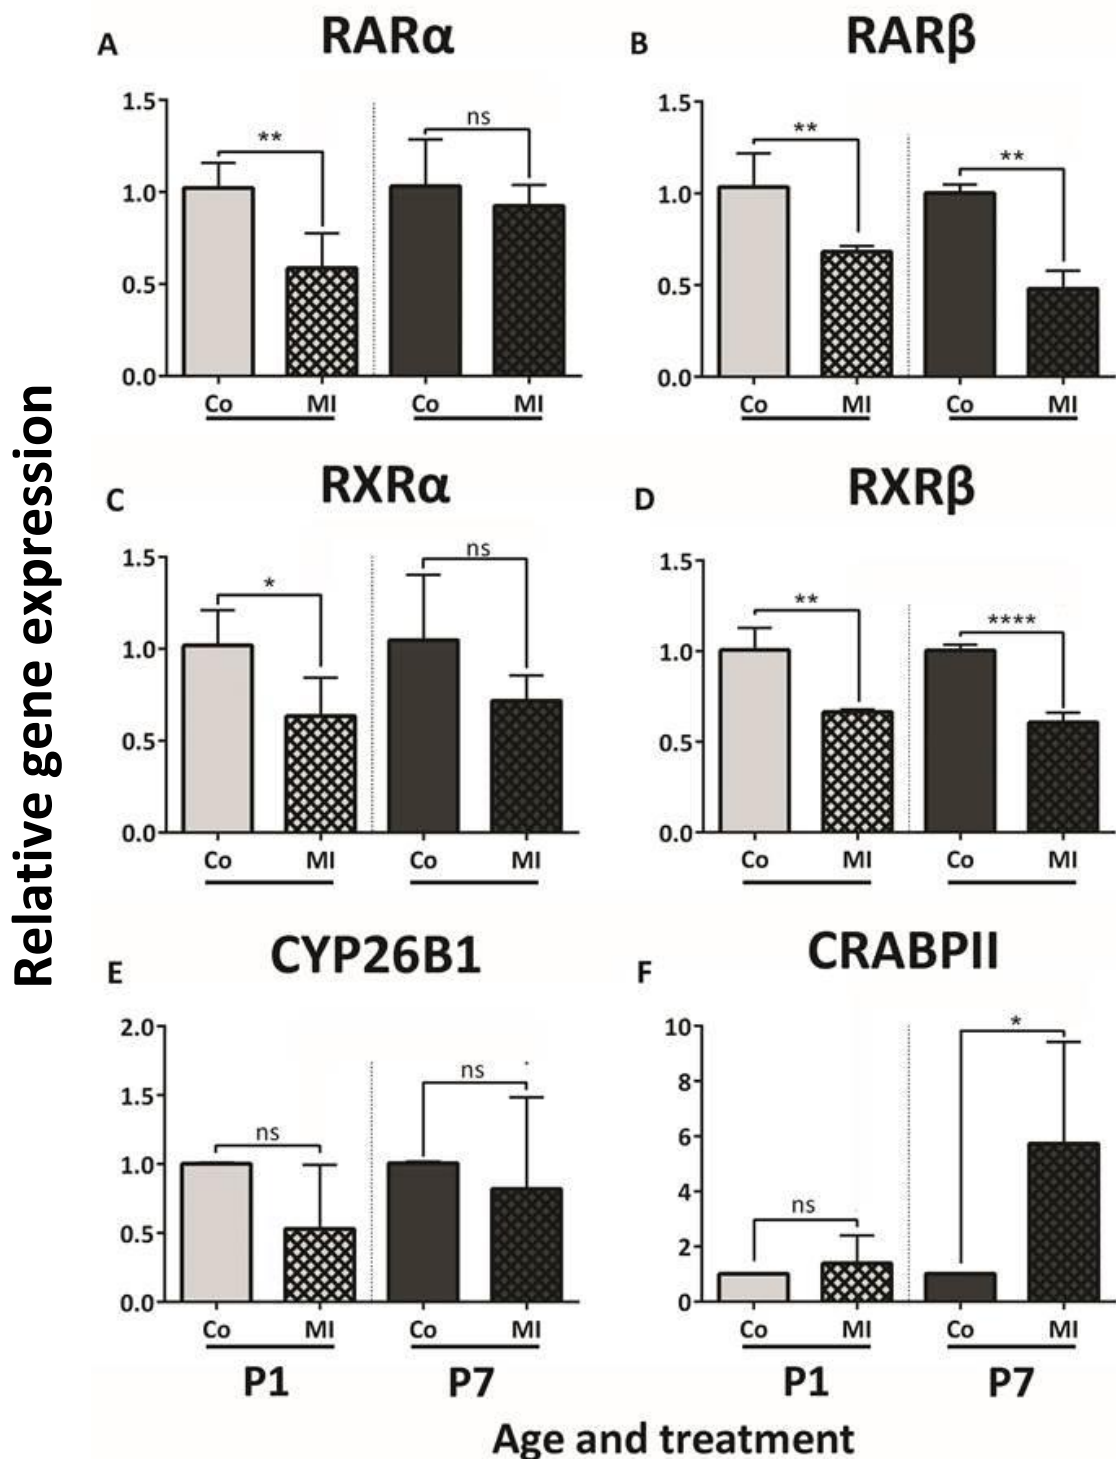 Relative gene expression
A RARα
1.5
1.0
0.5
0.0
**
ns
Co MI Co MI
B RARβ
1.5
1.0
0.5
0.0
**
**
Co MI Co MI
C RXRα
1.5
1.0
0.5
0.0
*
ns
Co MI Co MI
D RXRβ
1.5
1.0
0.5
0.0
**
****
Co MI Co MI
E CYP26B1
2.0
1.5
1.0
0.5
0.0
ns
ns
Co MI Co MI
P1 P7
F CRABPII
10
8
6
4
2
0
ns
*
Co MI Co MI
P1 P7
Age and treatment